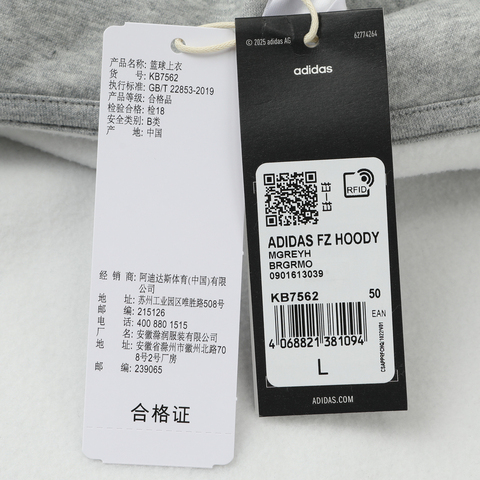 产品名称: 篮球上衣
货 号: KB7562
执行标准: GB/T 22853-2019
产品等级: 合格品
检验合格: 检18
安全类别: B类
产 地: 中国
经 销 商: 阿迪达斯体育(中国)有限
公司
地 址: 苏州工业园区唯胜路508号
邮 编: 215126
电 话: 400 880 1515
厂 名: 安徽滁润服装有限公司
地 址: 安徽省滁州市徽州北路70
8号2号厂房
邮 编: 239065
合格证
© 2025 adidas AG
62774264
adidas
RFID
ADIDAS FZ HOODY
MGREYH
BRGRMO
0901613039
KB7562
50
EAN
4 068821 381094
L
ADIDAS.COM